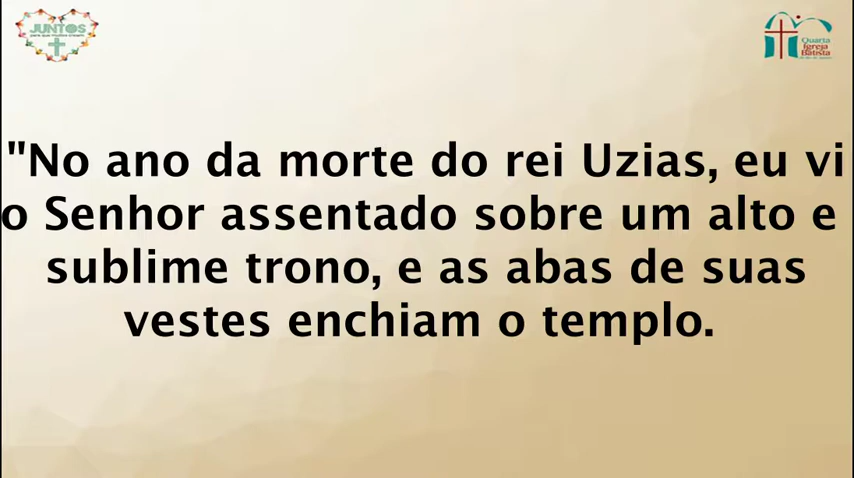 JUNTOS
Quarta
Igreja
Batista
"No ano da morte do rei Uzias, eu vi
o Senhor assentado sobre um alto e
sublime trono, e as abas de suas
vestes enchiam o templo.